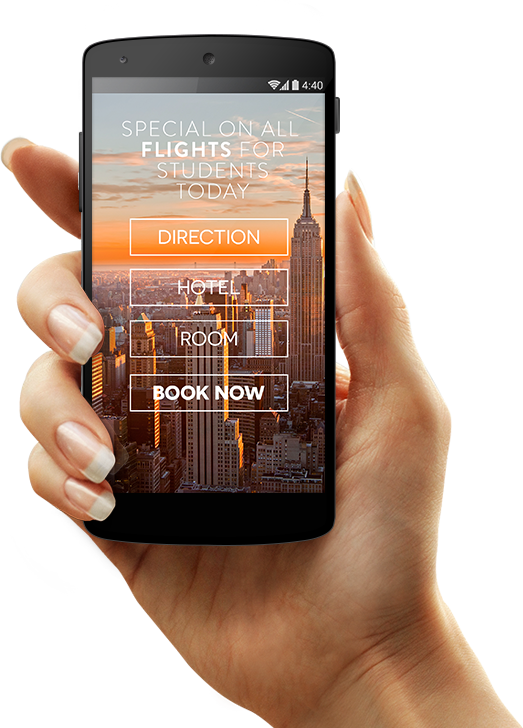 4:40
SPECIAL ON ALL
FLIGHTS FOR
STUDENTS
TODAY
DIRECTION
HOTEL
ROOM
BOOK NOW